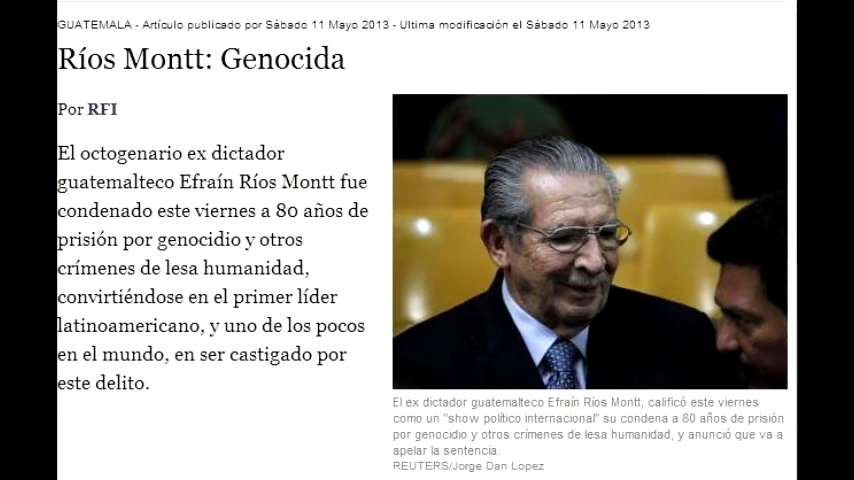 GUATEMALA - Artículo publicado por Sábado 11 Mayo 2013 - Ultima modificación el Sábado 11 Mayo 2013
Ríos Montt: Genocida
Por RFI
El octogenario ex dictador
guatemalteco Efraín Ríos Montt fue
condenado este viernes a 80 años de
prisión por genocidio y otros
crímenes de lesa humanidad,
convirtiéndose en el primer líder
latinoamericano, y uno de los pocos
en el mundo, en ser castigado por
este delito.
El ex dictador guatemalteco Efraín Ríos Montt, calificó este viernes
como un "show político internacional" su condena a 80 años de prisión
por genocidio y otros crímenes de lesa humanidad, y anunció que va a
apelar la sentencia.
REUTERS/Jorge Dan Lopez